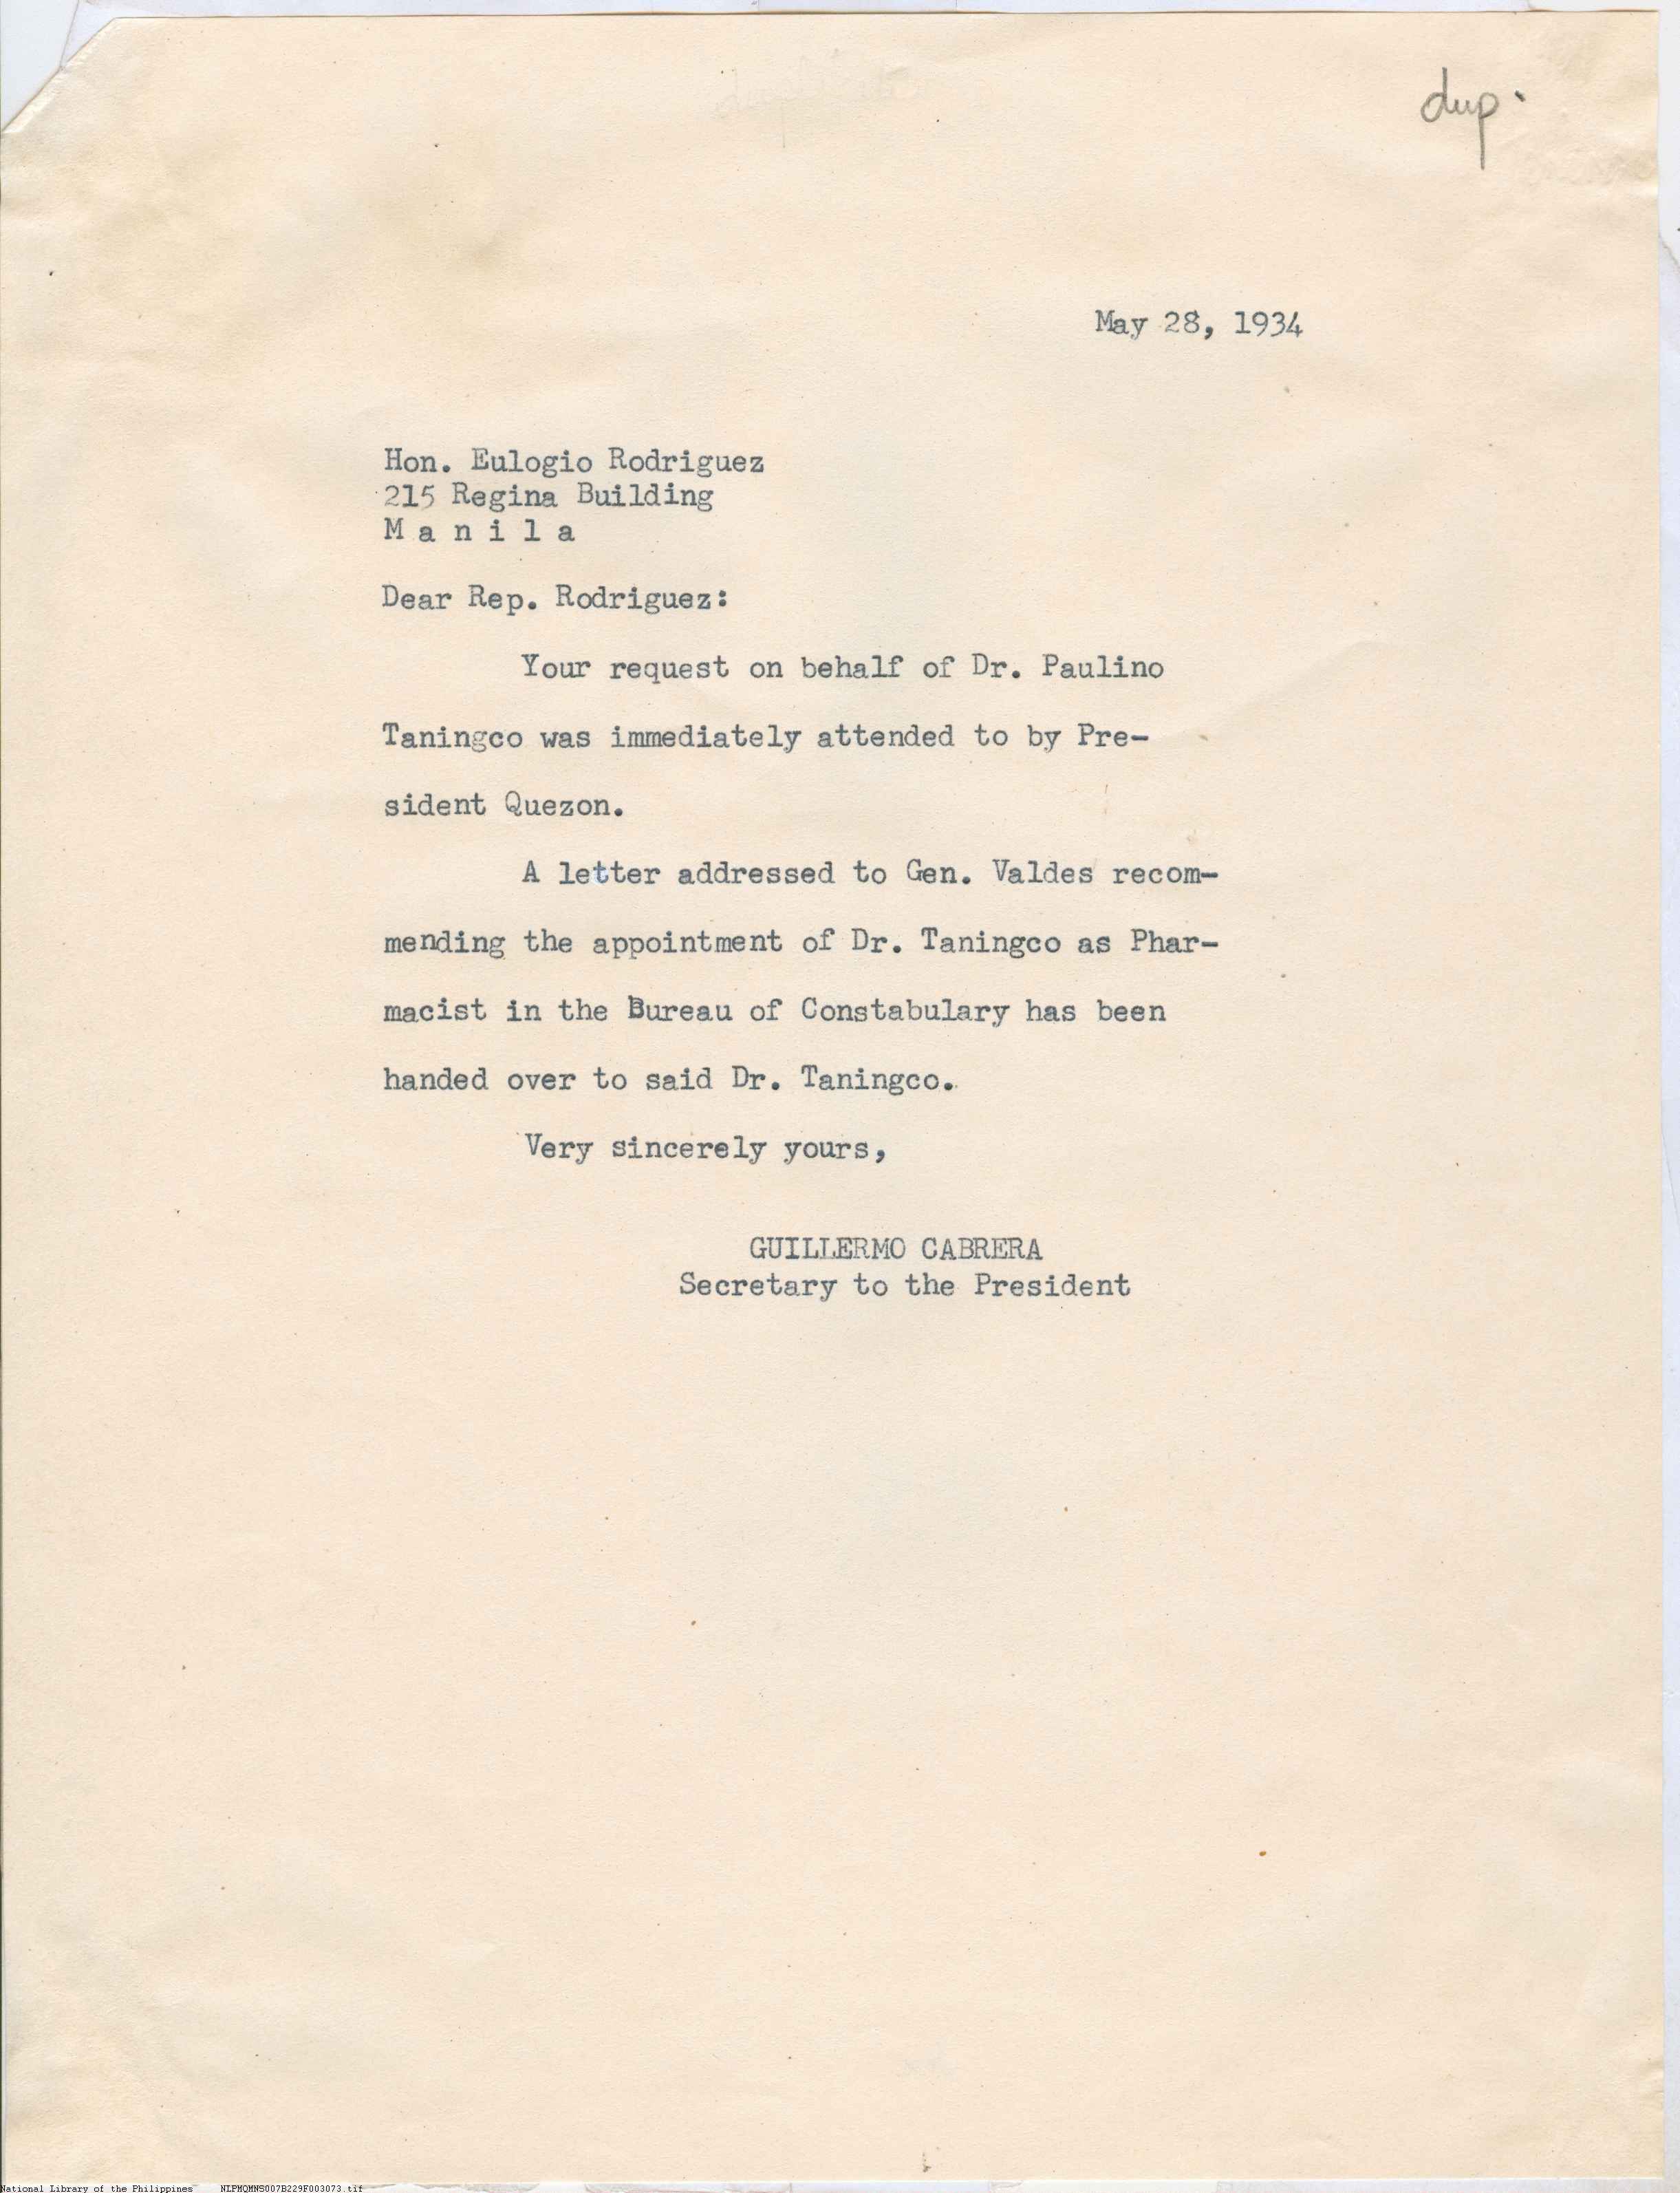 dup.
May 28, 1934
Hon. Eulogio Rodriguez
215 Regina Building
M a n i l a
Dear Rep. Rodriguez:
Your request on behalf of Dr. Paulino
Taningco was immediately attended to by Pre-
sident Quezon.
A letter addressed to Gen. Valdes recom-
mending the appointment of Dr. Taningco as Phar-
macist in the Bureau of Constabulary has been
handed over to said Dr. Taningco.
Very sincerely yours,
GUILLERMO CABRERA
Secretary to the President
National Library of the Philippines NLPMQMNS007B229F003073.tif